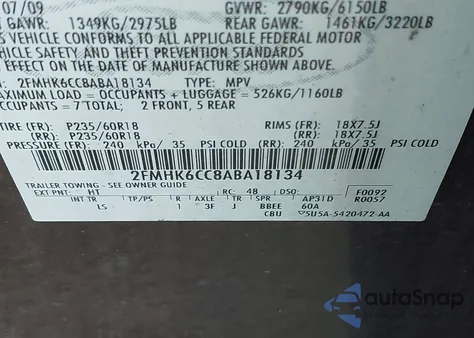 07/09 GVWR: 2790KG/6150LB
GAWR: 1349KG/2975LB REAR GAWR: 1461KG/3220LB
VEHICLE CONFORMS TO ALL APPLICABLE FEDERAL MOTOR
VEHICLE SAFETY AND THEFT PREVENTION STANDARDS
EFFECT ON THE DATE OF MANUFACTURE SHOWN ABOVE.
2FMHK6CC8ABA18134 TYPE: MPV
MAXIMUM LOAD = OCCUPANTS + LUGGAGE = 526KG/1160LB
OCCUPANTS = 7 TOTAL; 2 FRONT, 5 REAR
TIRE (FR): P235/60R18 RIMS (FR): 18X7.5J
(RR): P235/60R18 (RR): 18X7.5J
PRESSURE (FR): 240 kPa/ 35 PSI COLD (RR): 240 kPa/ 35 PSI COLD
2FMHK6CC8ABA18134
TRAILER TOWING - SEE OWNER GUIDE
EXT PNT: HT RC: 48 DSO: F0092
INT TR TP/PS R AXLE TR SPR AP31D R0057
LS 1 3F J BBEE 60A
CBU 5U5A-5420472-AA
autoSnap